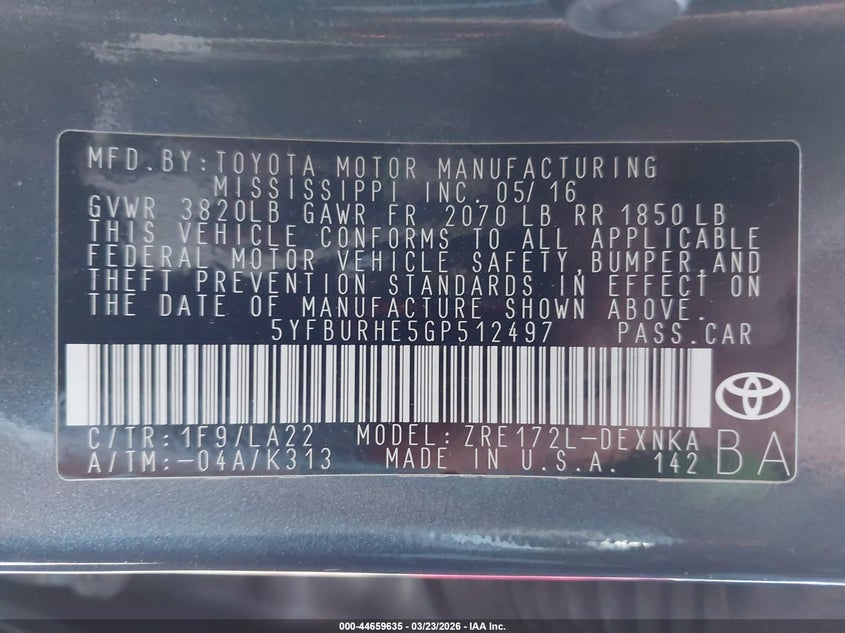 MFD.BY:TOYOTA MOTOR MANUFACTURING
MISSISSIPPI INC. 05/16
GVWR 3820LB GAWR FR 2070 LB RR 1850 LB
THIS VEHICLE CONFORMS TO ALL APPLICABLE
FEDERAL MOTOR VEHICLE SAFETY,BUMPER,AND
THEFT PREVENTION STANDARDS IN EFFECT ON
THE DATE OF MANUFACTURE SHOWN ABOVE.
5YFBURHE5GP512497 PASS.CAR
C/TR:1F9/LA22 MODEL: ZRE172L-DEXNKA
A/TM:-04A/K313 MADE IN U.S.A. 142 BA
000-44659635 - 03/23/2026 - IAA Inc.